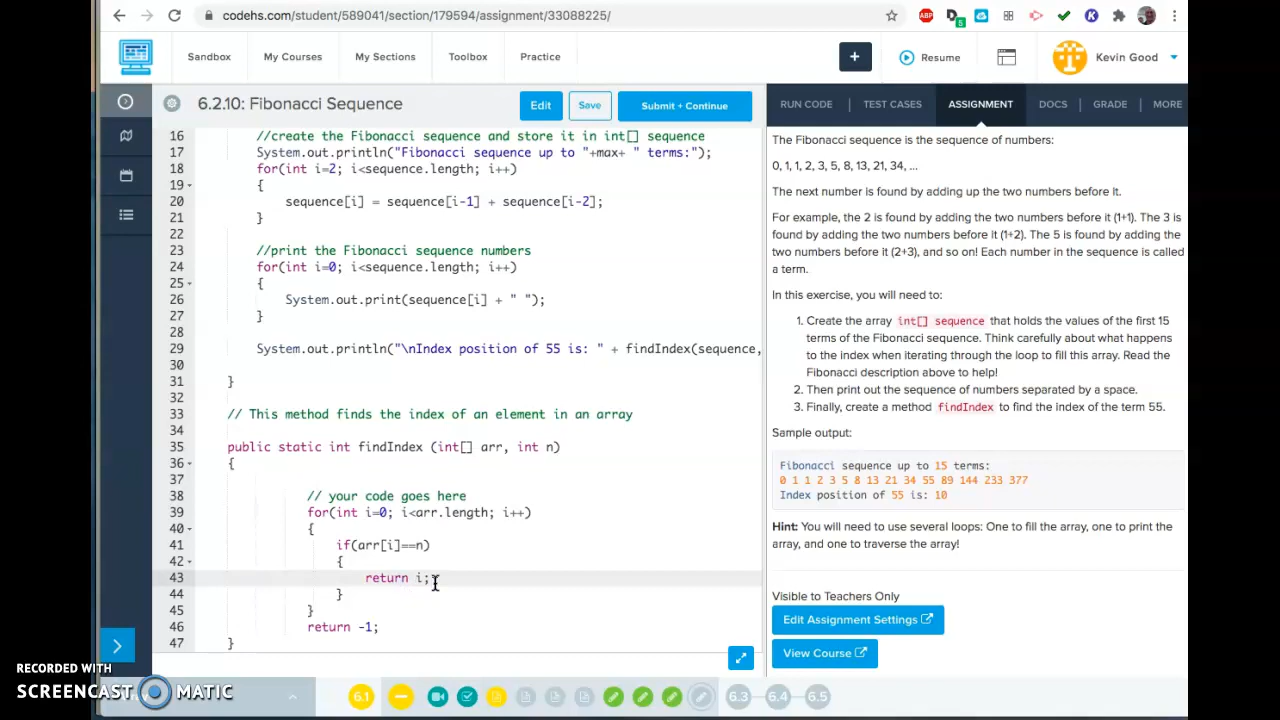 codehs.com/student/589041/section/179594/assignment/33088225/
ABP
5
K
Sandbox
My Courses
My Sections
Toolbox
Practice
+
Resume
Kevin Good
6.2.10: Fibonacci Sequence
Edit
Save
Submit + Continue
RUN CODE
TEST CASES
ASSIGNMENT
DOCS
GRADE
MORE
16 //create the Fibonacci sequence and store it in int[] sequence
17 System.out.println("Fibonacci sequence up to "+max+ " terms:");
18 for(int i=2; i<sequence.length; i++)
19 {
20 sequence[i] = sequence[i-1] + sequence[i-2];
21 }
22
23 //print the Fibonacci sequence numbers
24 for(int i=0; i<sequence.length; i++)
25 {
26 System.out.print(sequence[i] + " ");
27 }
28
29 System.out.println("\nIndex position of 55 is: " + findIndex(sequence,
30
31 }
32
33 // This method finds the index of an element in an array
34
35 public static int findIndex (int[] arr, int n)
36 {
37
38 // your code goes here
39 for(int i=0; i<arr.length; i++)
40 {
41 if(arr[i]==n)
42 {
43 return i;
44 }
45 }
46 return -1;
47 }
The Fibonacci sequence is the sequence of numbers:
0, 1, 1, 2, 3, 5, 8, 13, 21, 34, ...
The next number is found by adding up the two numbers before it.
For example, the 2 is found by adding the two numbers before it (1+1). The 3 is
found by adding the two numbers before it (1+2). The 5 is found by adding the
two numbers before it (2+3), and so on! Each number in the sequence is called
a term.
In this exercise, you will need to:
1. Create the array int[] sequence that holds the values of the first 15
terms of the Fibonacci sequence. Think carefully about what happens
to the index when iterating through the loop to fill this array. Read the
Fibonacci description above to help!
2. Then print out the sequence of numbers separated by a space.
3. Finally, create a method findIndex to find the index of the term 55.
Sample output:
Fibonacci sequence up to 15 terms:
0 1 1 2 3 5 8 13 21 34 55 89 144 233 377
Index position of 55 is: 10
Hint: You will need to use several loops: One to fill the array, one to print the
array, and one to traverse the array!
Visible to Teachers Only
Edit Assignment Settings
View Course
RECORDED WITH
SCREENCAST MATIC
6.1
6.3
6.4
6.5